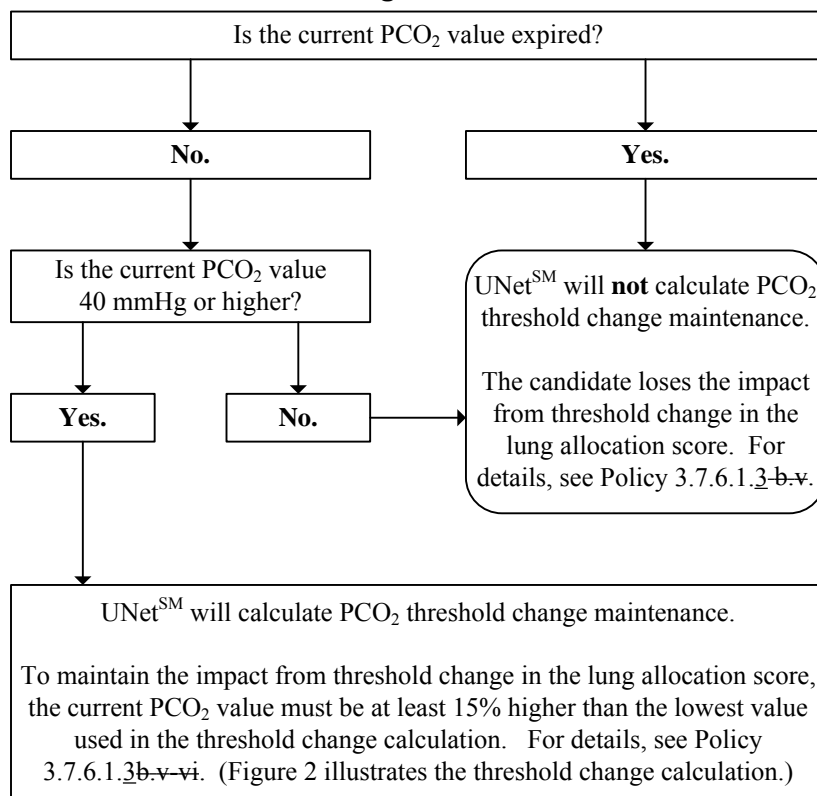 Is the current PCO₂ value expired?
No.
Yes.
Is the current PCO₂ value
40 mmHg or higher?
UNetSM will not calculate PCO₂
threshold change maintenance.
The candidate loses the impact
from threshold change in the
lung allocation score. For
details, see Policy 3.7.6.1.3 b.v.
Yes.
No.
UNetSM will calculate PCO₂ threshold change maintenance.
To maintain the impact from threshold change in the lung allocation score,
the current PCO₂ value must be at least 15% higher than the lowest value
used in the threshold change calculation. For details, see Policy
3.7.6.1.3b.v-vi. (Figure 2 illustrates the threshold change calculation.)